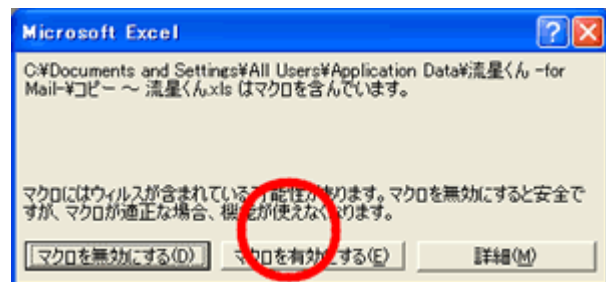 Microsoft Excel
C:¥Documents and Settings¥All Users¥Application Data¥流星くん -for
Mail-¥コピー ～ 流星くん.xls はマクロを含んでいます。
マクロにはウィルスが含まれている可能性があります。マクロを無効にすると安全で
すが、マクロが適正な場合、機能が使えなくなります。
マクロを無効にする(D) マクロを有効にする(E) 詳細(M)